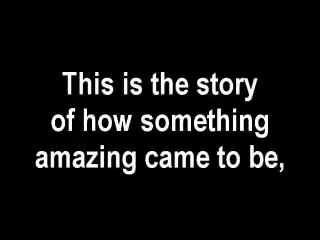 This is the story
of how something
amazing came to be,